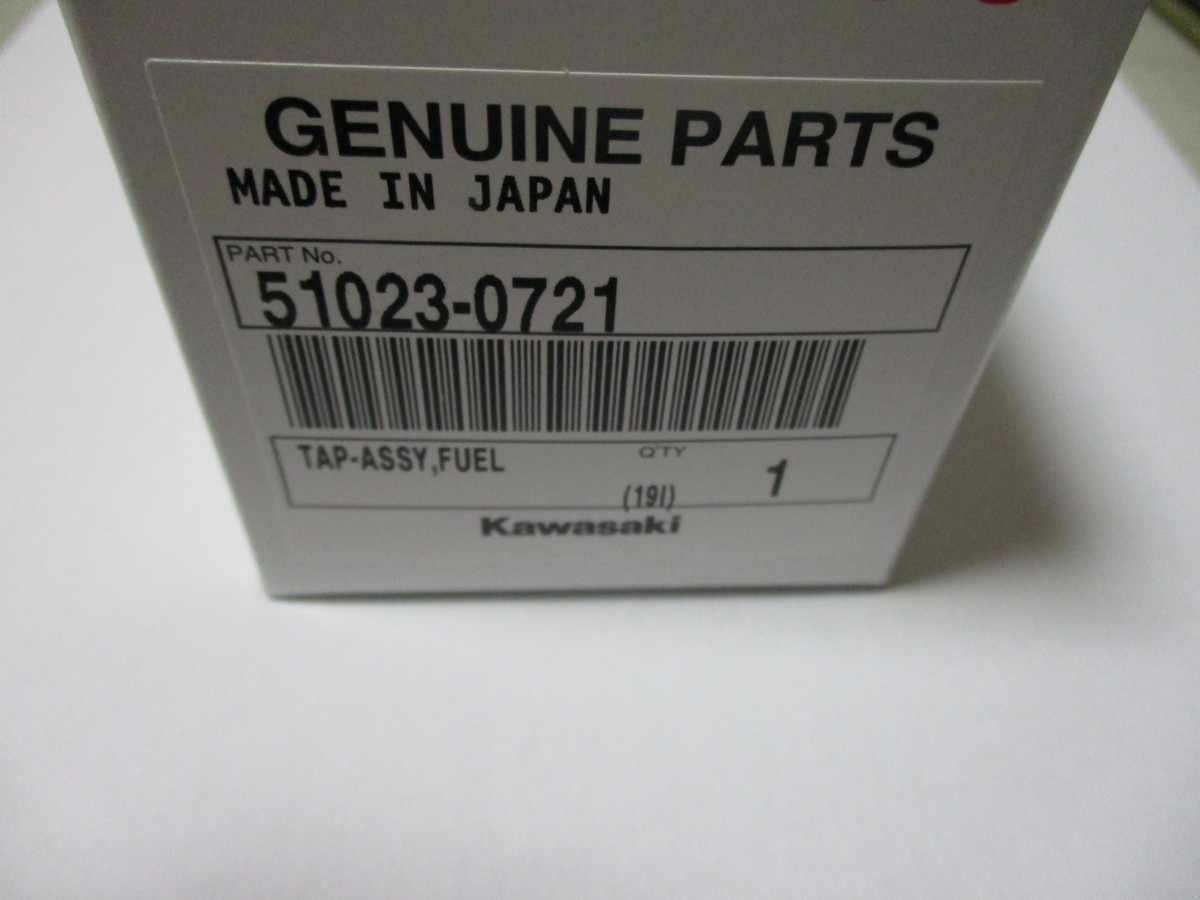 GENUINE PARTS
MADE IN JAPAN
PART No.
51023-0721
TAP-ASSY,FUEL
Q'TY
(19I)
1
Kawasaki